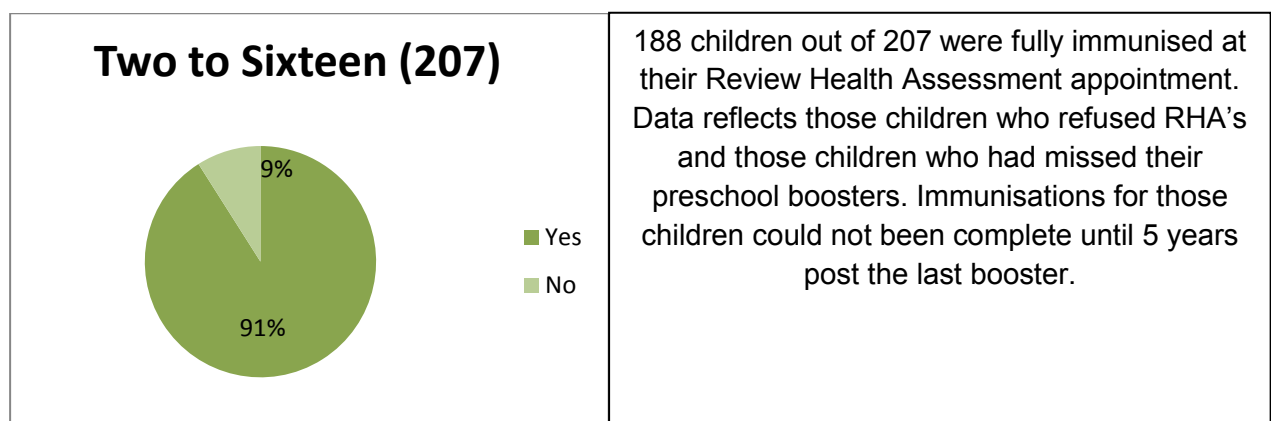 Two to Sixteen (207)
9%
91%
Yes
No
188 children out of 207 were fully immunised at
their Review Health Assessment appointment.
Data reflects those children who refused RHA's
and those children who had missed their
preschool boosters. Immunisations for those
children could not been complete until 5 years
post the last booster.